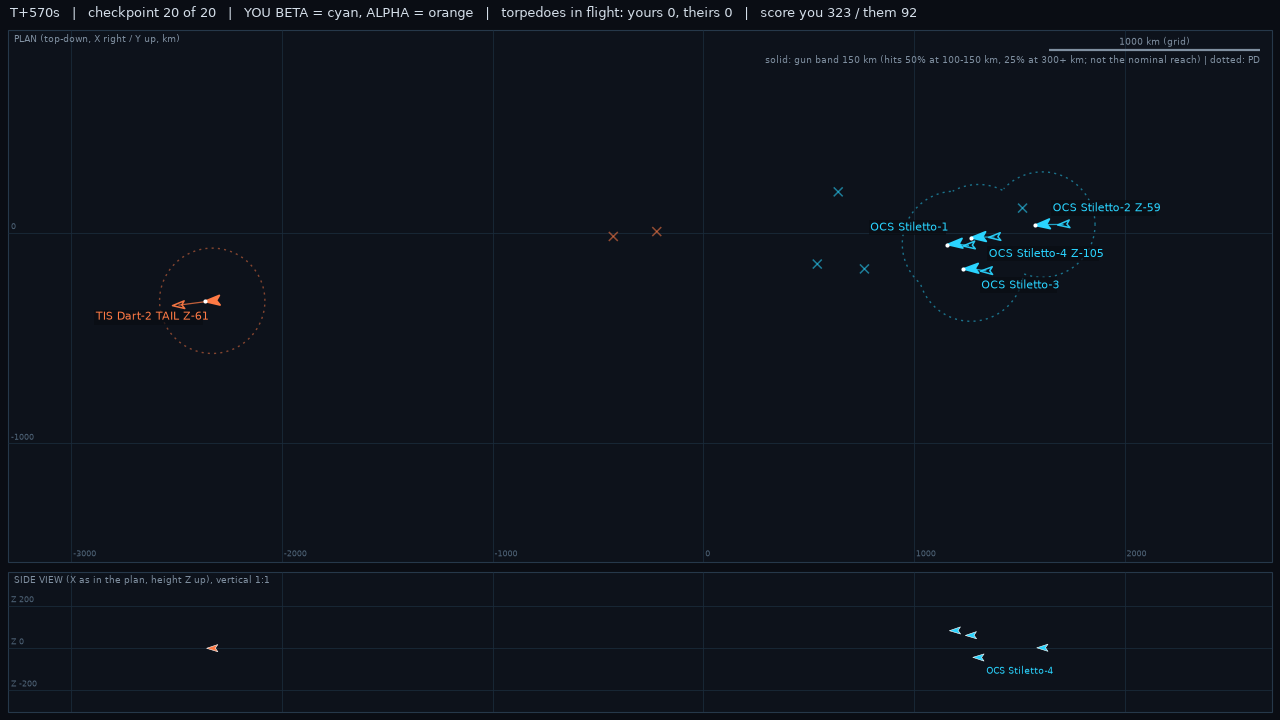 T+570s | checkpoint 20 of 20 | YOU BETA = cyan, ALPHA = orange | torpedoes in flight: yours 0, theirs 0 | score you 323 / them 92
PLAN (top-down, X right / Y up, km)
1000 km (grid)
solid: gun band 150 km (hits 50% at 100-150 km, 25% at 300+ km; not the nominal reach) | dotted: PD
OCS Stiletto-2 Z-59
OCS Stiletto-1
0
OCS Stiletto-4 Z-105
OCS Stiletto-3
TIS Dart-2 TAIL Z-61
-1000
-3000
-2000
-1000
0
1000
2000
SIDE VIEW (X as in the plan, height Z up), vertical 1:1
Z 200
Z 0
OCS Stiletto-4
Z -200